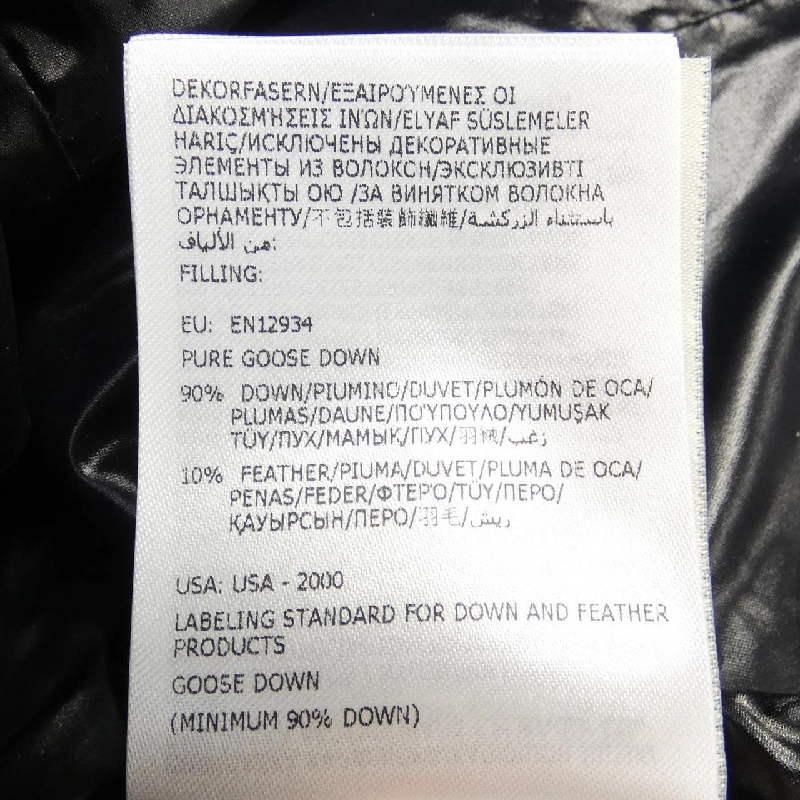 DEKORFASERN/ΕΞΑΙΡΟΎΜΕΝΕΣ ΟΙ
ΔΙΑΚΟΣΜΉΣΕΙΣ ΙΝΏΝ/ELYAF SÜSLEMELER
HARİÇ/ИСКЛЮЧЕНЫ ДЕКОРАТИВНЫЕ
ЭЛЕМЕНТЫ ИЗ ВОЛОКОН/ЭКСКЛЮЗИВТІ
ТАЛШЫҚТЫ ОЮ /ЗА ВИНЯТКОМ ВОЛОКНА
ОРНАМЕНТУ/不包括裝飾纖維/باستثناء الزركشة
من الألياف:
FILLING:
EU: EN12934
PURE GOOSE DOWN
90% DOWN/PIUMINO/DUVET/PLUMÓN DE OCA/
PLUMAS/DAUNE/ΠΟΎΠΟΥΛΟ/YUMUŞAK
TÜY/ПУХ/МАМЫҚ/ПУХ/羽絨/زغب
10% FEATHER/PIUMA/DUVET/PLUMA DE OCA/
PENAS/FEDER/ΦΤΕΡΌ/TÜY/ПЕРО/
ҚАУЫРСЫН/ПЕРО/羽毛/ريش
USA: USA - 2000
LABELING STANDARD FOR DOWN AND FEATHER
PRODUCTS
GOOSE DOWN
(MINIMUM 90% DOWN)